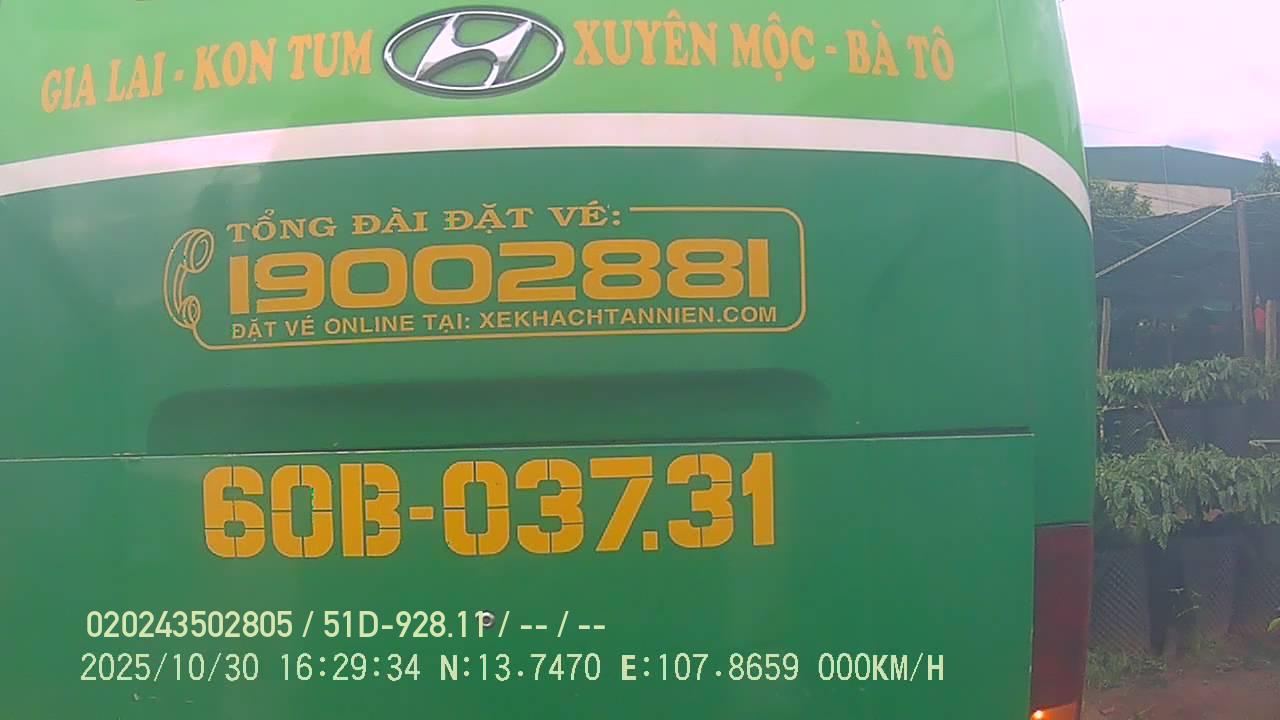 GIA LAI - KON TUM XUYÊN MỘC - BÀ TÔ
TỔNG ĐÀI ĐẶT VÉ:
19002881
ĐẶT VÉ ONLINE TẠI: XEKHACHTANNIEN.COM
60B-037.31
020243502805 / 51D-928.11 / -- / --
2025/10/30 16:29:34 N:13.7470 E:107.8659 000KM/H